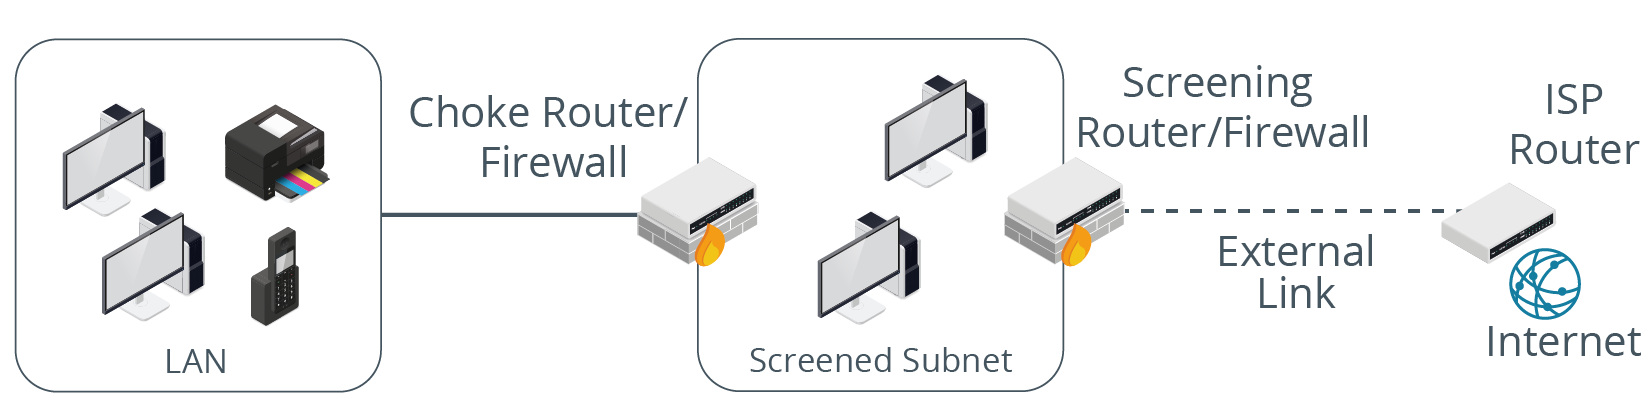 Choke Router/
Firewall
Screening
Router/Firewall
ISP
Router
External
Link
Internet
LAN
Screened Subnet